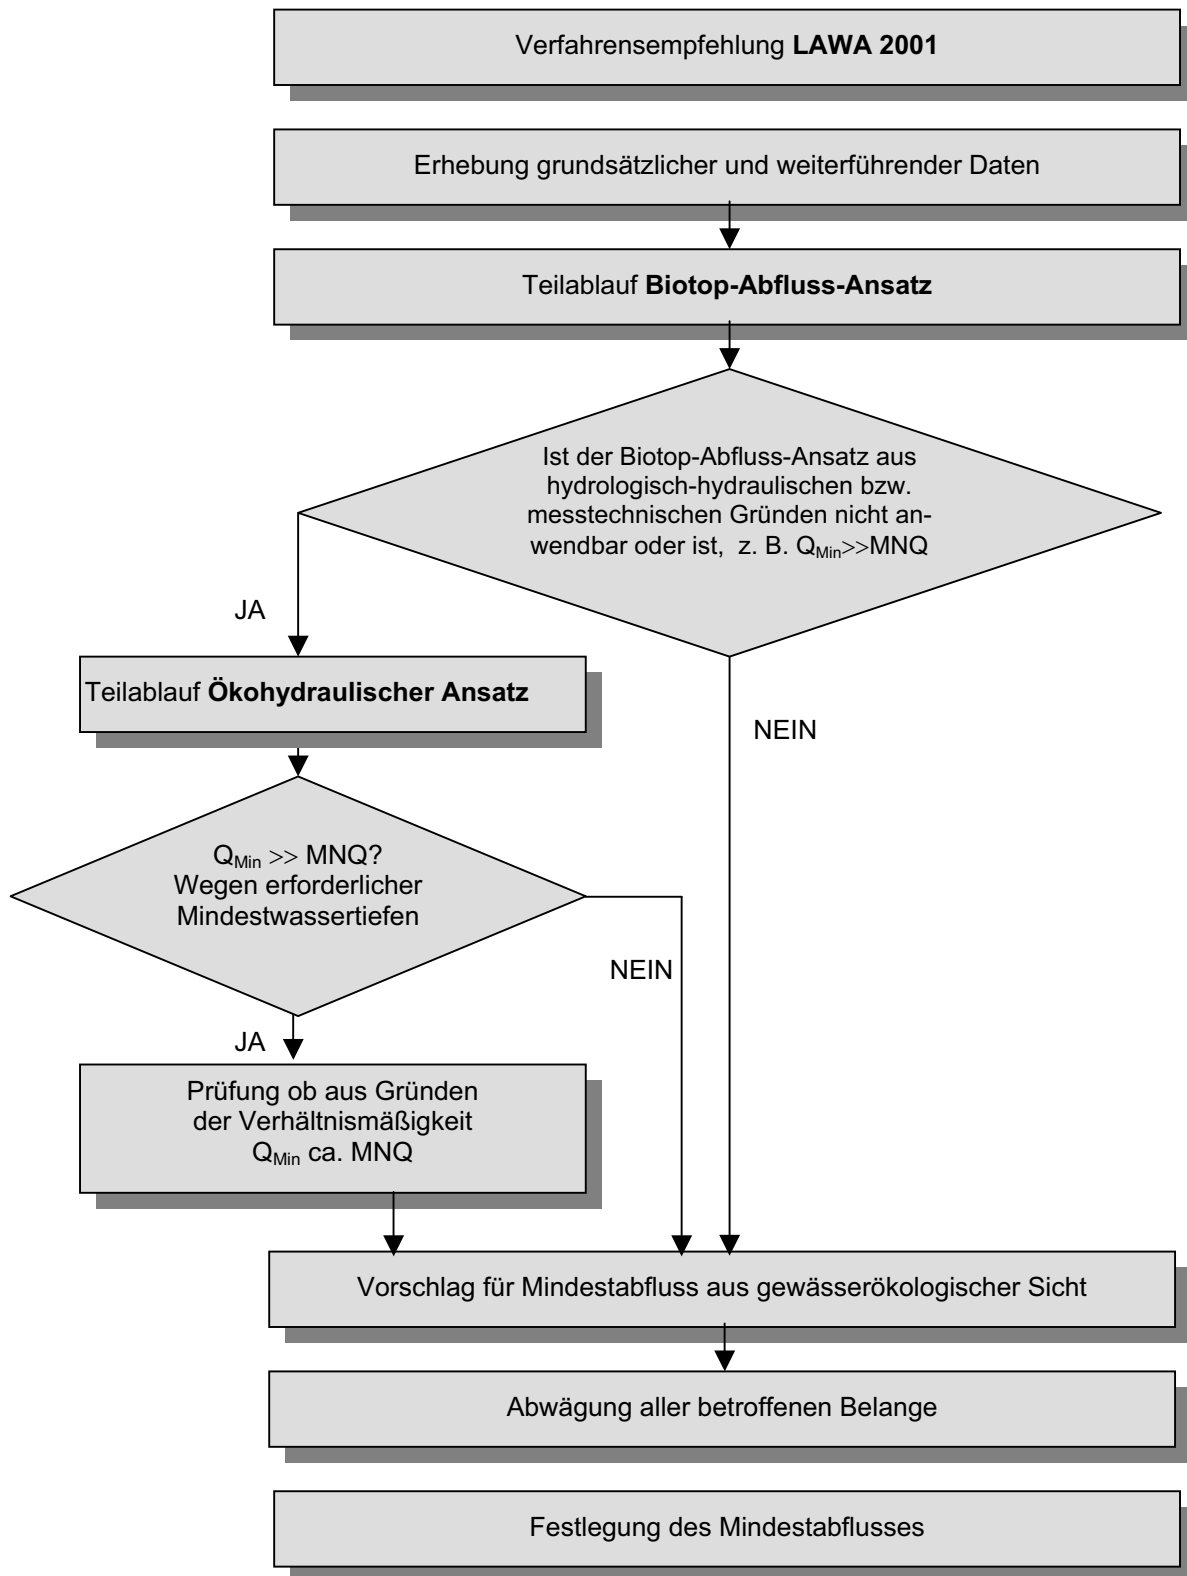 Verfahrensempfehlung LAWA 2001
Erhebung grundsätzlicher und weiterführender Daten
Teilablauf Biotop-Abfluss-Ansatz
Ist der Biotop-Abfluss-Ansatz aus
hydrologisch-hydraulischen bzw.
messtechnischen Gründen nicht an-
wendbar oder ist, z. B. QMin>>MNQ
JA
Teilablauf Ökohydraulischer Ansatz
NEIN
QMin >> MNQ?
Wegen erforderlicher
Mindestwassertiefen
NEIN
JA
Prüfung ob aus Gründen
der Verhältnismäßigkeit
QMin ca. MNQ
Vorschlag für Mindestabfluss aus gewässerökologischer Sicht
Abwägung aller betroffenen Belange
Festlegung des Mindestabflusses